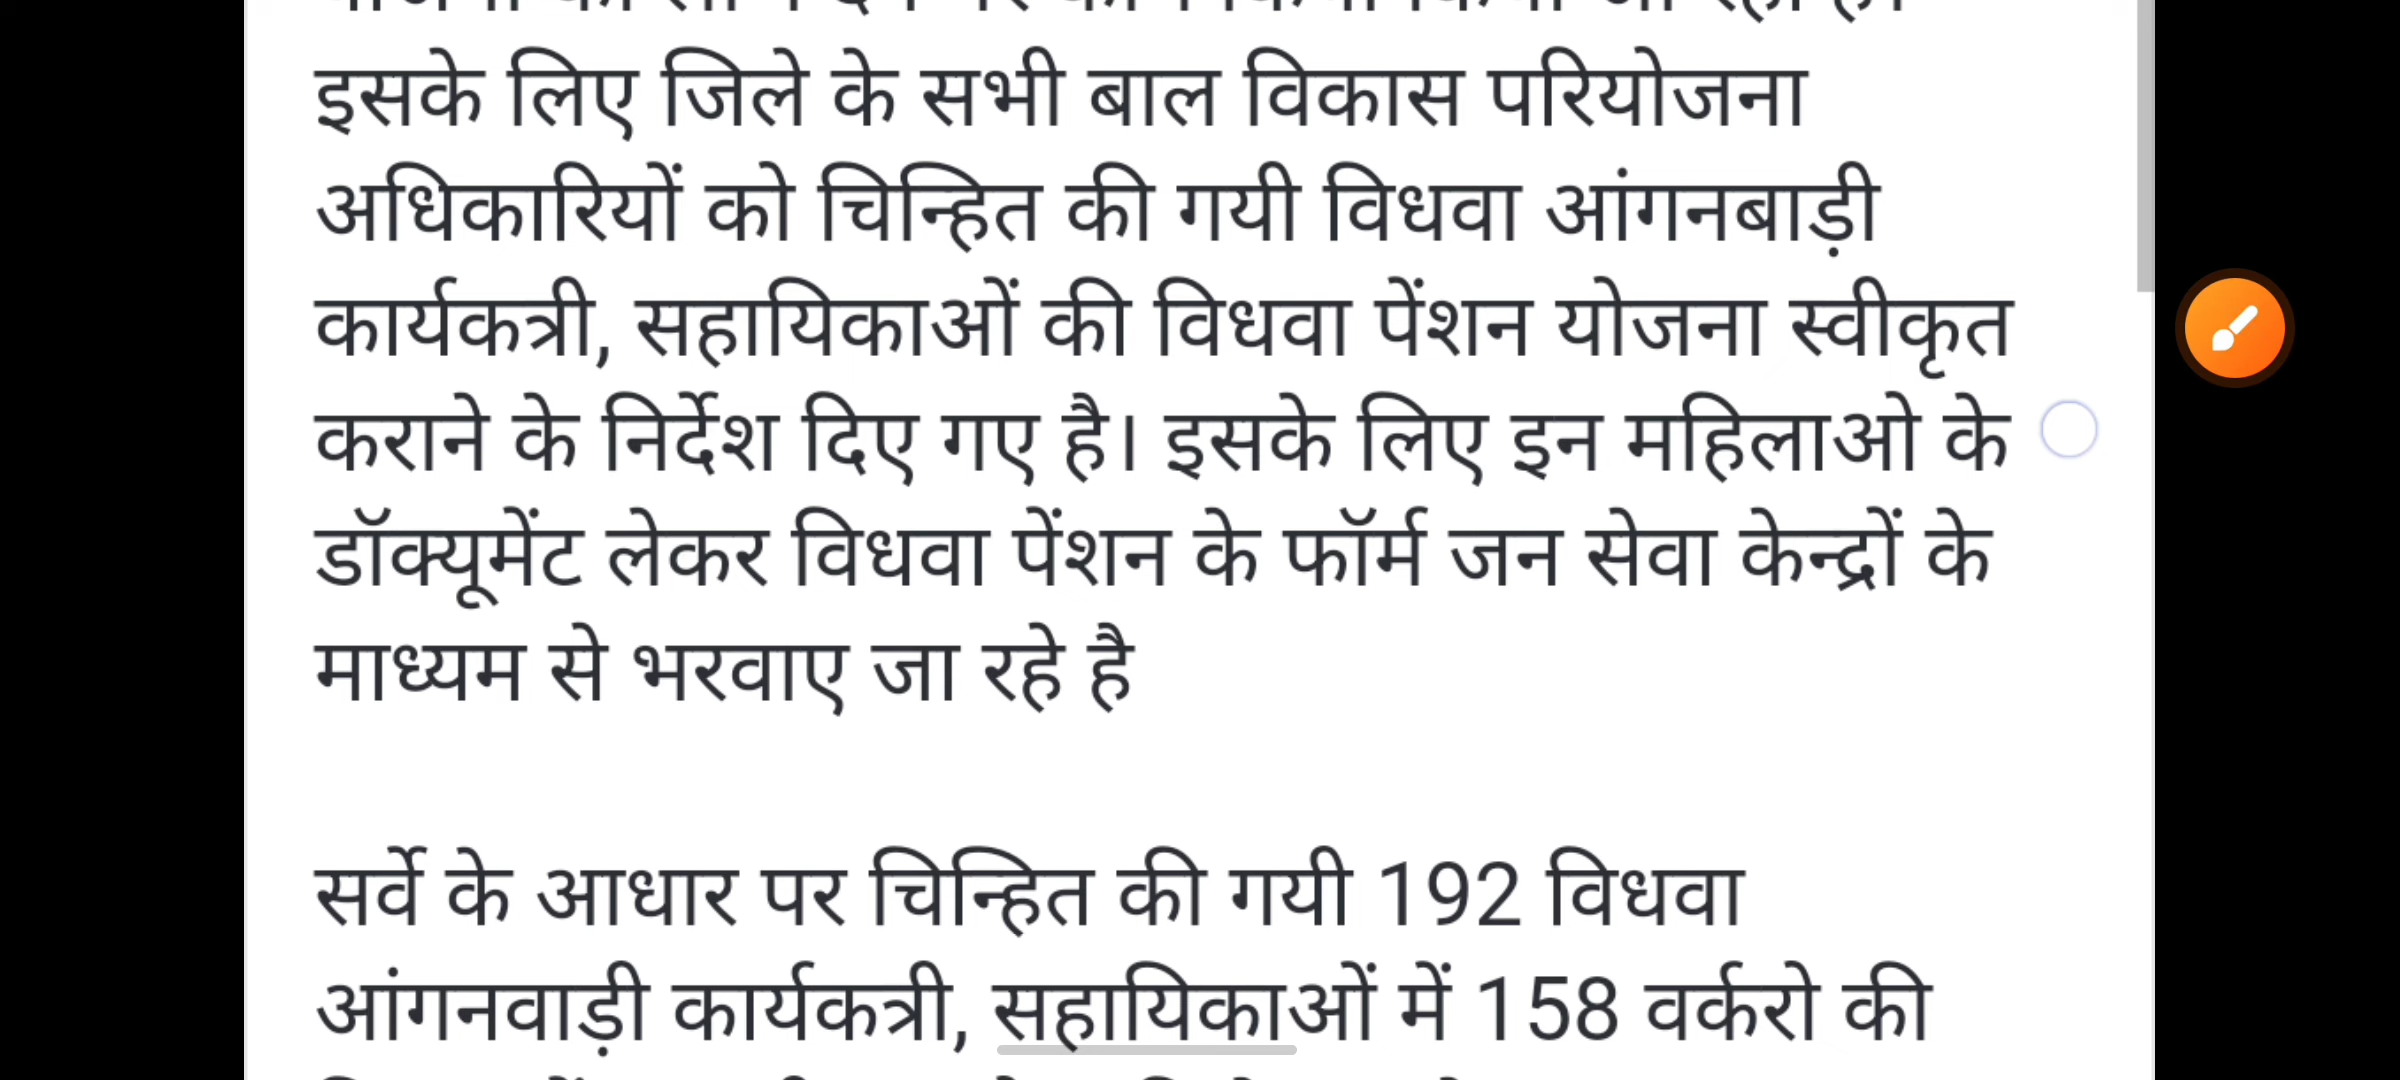 इसके लिए जिले के सभी बाल विकास परियोजना
अधिकारियों को चिन्हित की गयी विधवा आंगनबाड़ी
कार्यकत्री, सहायिकाओं की विधवा पेंशन योजना स्वीकृत
कराने के निर्देश दिए गए है। इसके लिए इन महिलाओ के
डॉक्यूमेंट लेकर विधवा पेंशन के फॉर्म जन सेवा केन्द्रों के
माध्यम से भरवाए जा रहे है
सर्वे के आधार पर चिन्हित की गयी 192 विधवा
आंगनवाड़ी कार्यकत्री, सहायिकाओं में 158 वर्करो की